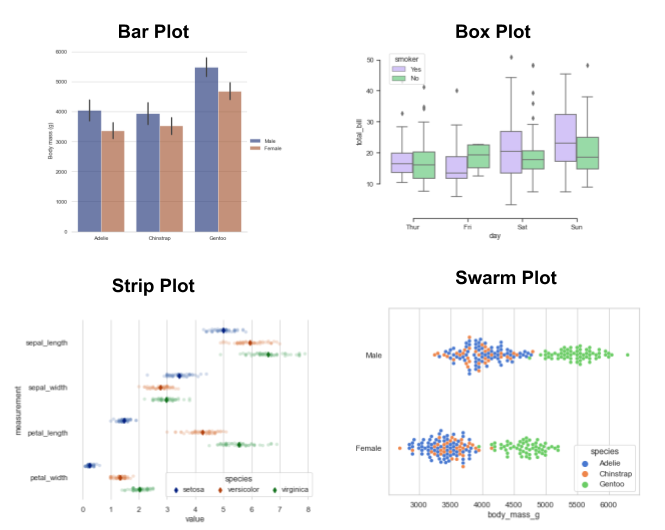 Bar Plot
6000
5000
4000
3000
2000
1000
0
Body mass (g)
Adelie
Chinstrap
Gentoo
Male
Female
Box Plot
50
40
30
20
10
total_bill
smoker
Yes
No
Thur
Fri
Sat
Sun
day
Strip Plot
sepal_length
sepal_width
petal_length
petal_width
measurement
species
setosa
versicolor
virginica
0 1 2 3 4 5 6 7 8
value
Swarm Plot
Male
Female
species
Adelie
Chinstrap
Gentoo
3000 3500 4000 4500 5000 5500 6000
body_mass_g